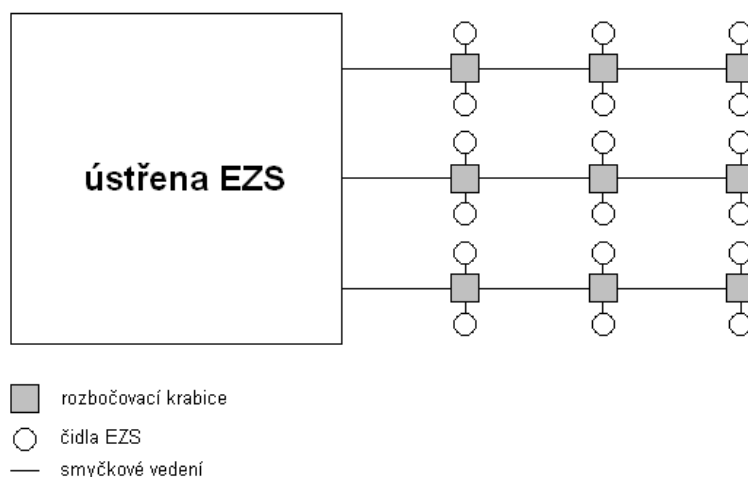 ústřena EZS
rozbočovací krabice
čidla EZS
smyčkové vedení